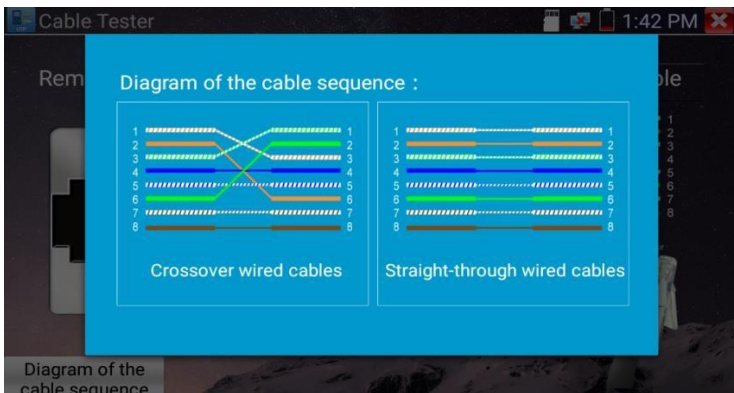 Cable Tester
1:42 PM
Rem
ble
Diagram of the cable sequence :
1 1
2 2
3 3
4 4
5 5
6 6
7 7
8 8
Crossover wired cables
1 1
2 2
3 3
4 4
5 5
6 6
7 7
8 8
Straight-through wired cables
1
2
3
4
5
6
7
8
Diagram of the
cable sequence